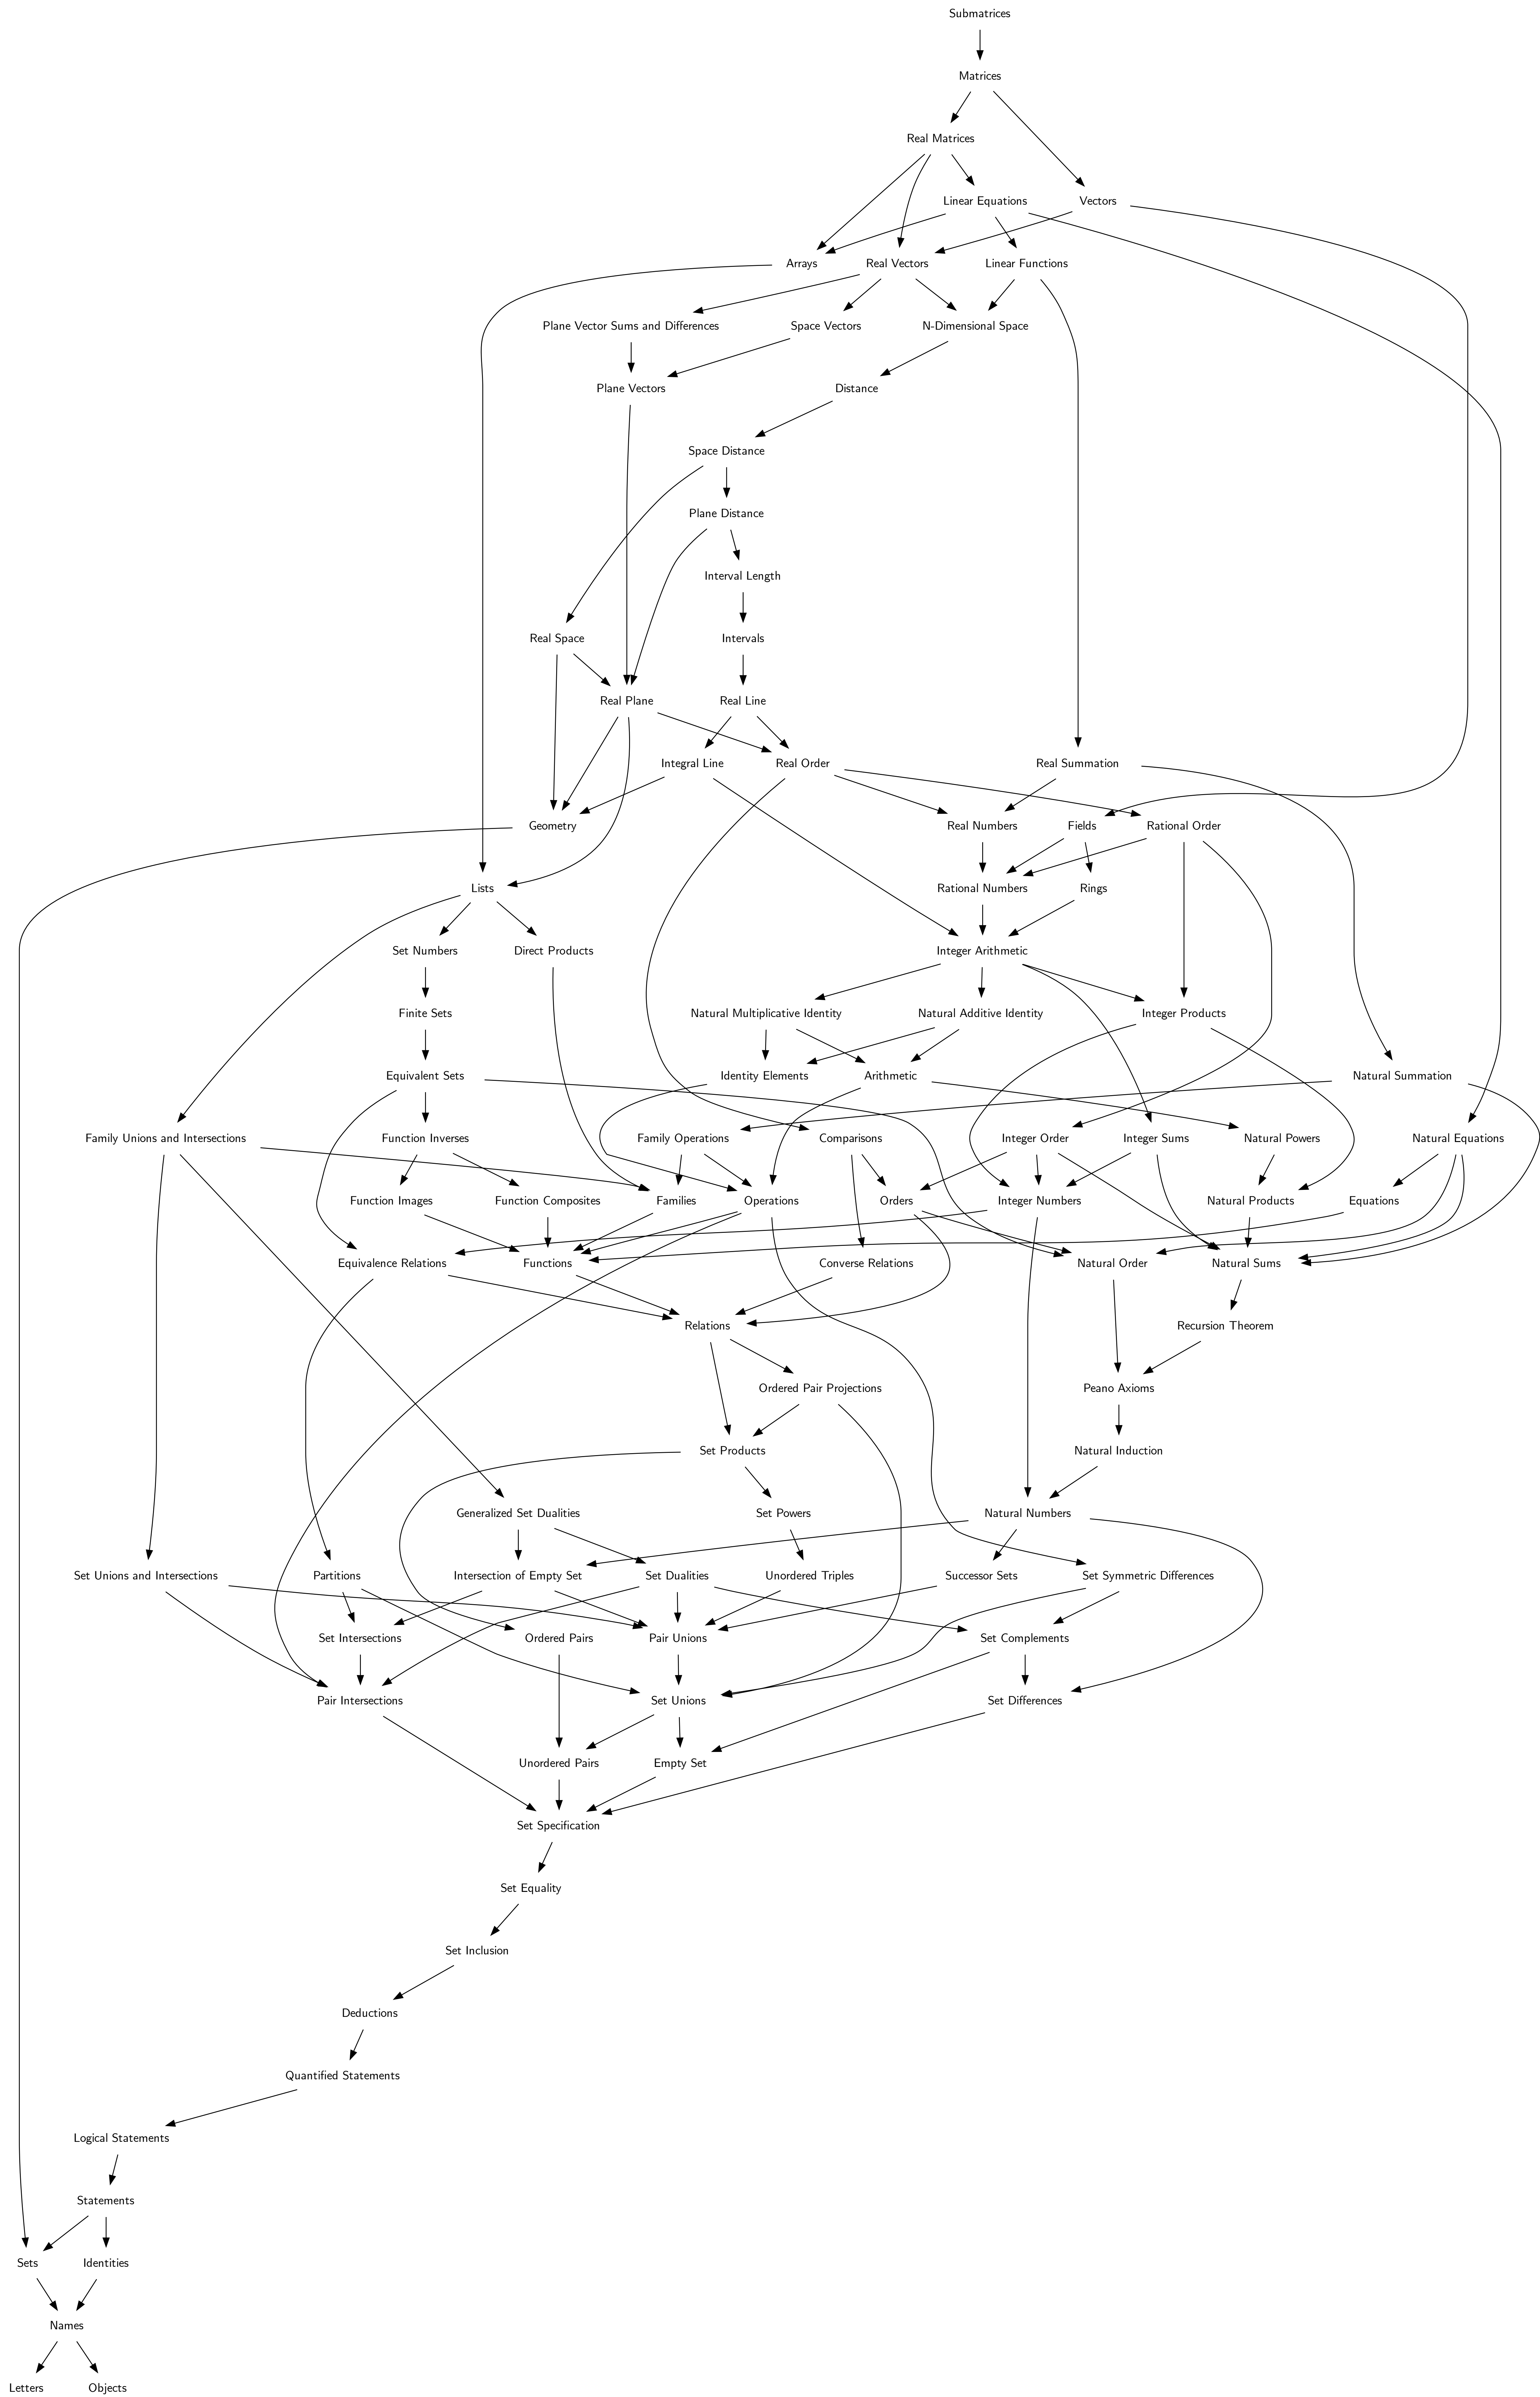 Submatrices
Matrices
Real Matrices
Linear Equations
Vectors
Arrays
Real Vectors
Linear Functions
Plane Vector Sums and Differences
Space Vectors
N-Dimensional Space
Plane Vectors
Distance
Space Distance
Plane Distance
Interval Length
Real Space
Intervals
Real Plane
Real Line
Integral Line
Real Order
Real Summation
Geometry
Real Numbers
Fields
Rational Order
Lists
Rational Numbers
Rings
Set Numbers
Direct Products
Integer Arithmetic
Finite Sets
Natural Multiplicative Identity
Natural Additive Identity
Integer Products
Equivalent Sets
Identity Elements
Arithmetic
Natural Summation
Family Unions and Intersections
Function Inverses
Family Operations
Comparisons
Integer Order
Integer Sums
Natural Powers
Natural Equations
Function Images
Function Composites
Families
Operations
Orders
Integer Numbers
Natural Products
Equations
Equivalence Relations
Functions
Converse Relations
Natural Order
Natural Sums
Relations
Recursion Theorem
Ordered Pair Projections
Peano Axioms
Set Products
Natural Induction
Generalized Set Dualities
Set Powers
Natural Numbers
Set Unions and Intersections
Partitions
Intersection of Empty Set
Set Dualities
Unordered Triples
Successor Sets
Set Symmetric Differences
Set Intersections
Ordered Pairs
Pair Unions
Set Complements
Pair Intersections
Set Unions
Set Differences
Unordered Pairs
Empty Set
Set Specification
Set Equality
Set Inclusion
Deductions
Quantified Statements
Logical Statements
Statements
Sets
Identities
Names
Letters
Objects